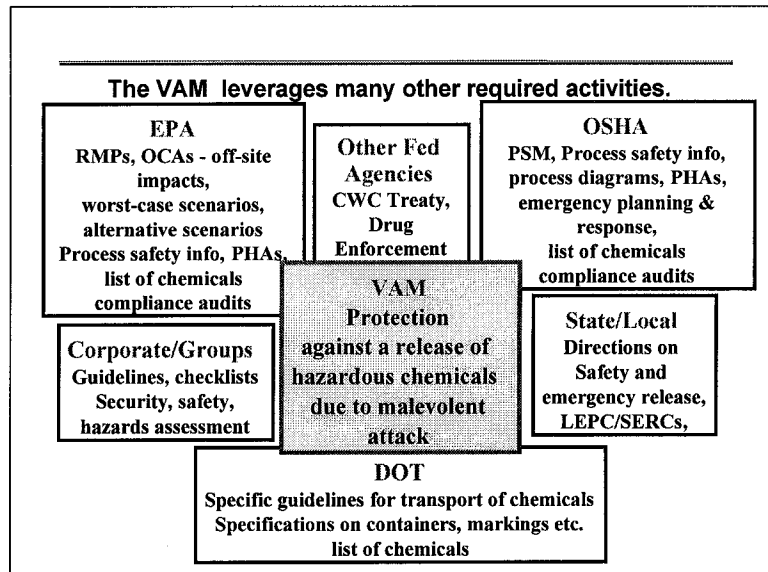 The VAM leverages many other required activities.
EPA
RMPs, OCAs - off-site
impacts,
worst-case scenarios,
alternative scenarios
Process safety info, PHAs,
list of chemicals
compliance audits
Other Fed
Agencies
CWC Treaty,
Drug
Enforcement
OSHA
PSM, Process safety info,
process diagrams, PHAs,
emergency planning &
response,
list of chemicals
compliance audits
VAM
Protection
against a release of
hazardous chemicals
due to malevolent
attack
Corporate/Groups
Guidelines, checklists
Security, safety,
hazards assessment
State/Local
Directions on
Safety and
emergency release,
LEPC/SERCs,
DOT
Specific guidelines for transport of chemicals
Specifications on containers, markings etc.
list of chemicals